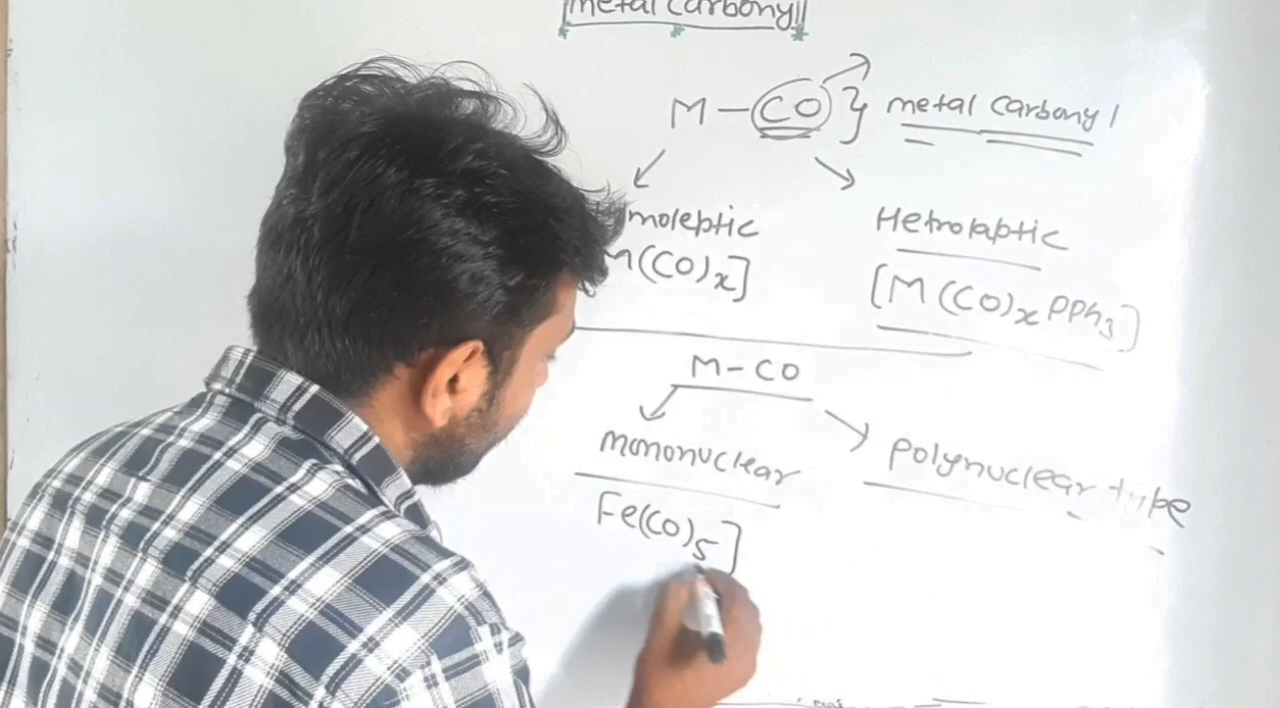 metal carbonyl
M-CO } metal carbonyl
moleptic
M(CO)x]
Hetrolaptic
[M(CO)x PPh3]
M-CO
mononuclear
polynuclear type
Fe(CO)5]